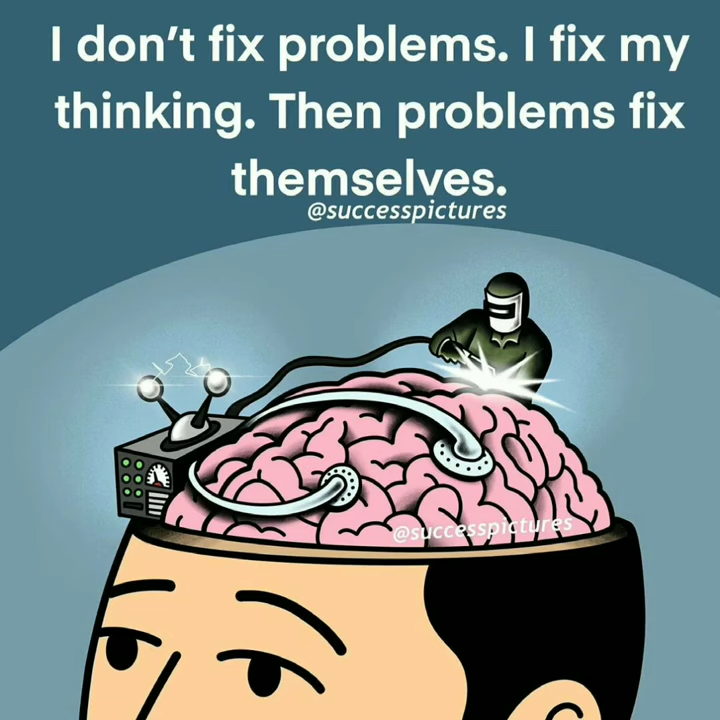 I don’t fix problems. I fix my
thinking. Then problems fix
themselves.
@successpictures
@successpictures